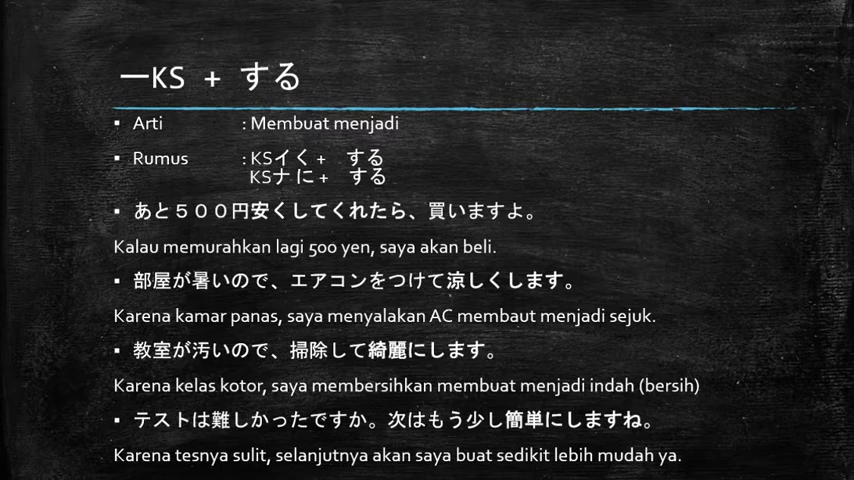 一KS + する
▪ Arti : Membuat menjadi
▪ Rumus : KSイく + する
KSナ に + する
▪ あと５００円安くしてくれたら、買いますよ。
Kalau memurahkan lagi 500 yen, saya akan beli.
▪ 部屋が暑いので、エアコンをつけて涼しくします。
Karena kamar panas, saya menyalakan AC membaut menjadi sejuk.
▪ 教室が汚いので、掃除して綺麗にします。
Karena kelas kotor, saya membersihkan membuat menjadi indah (bersih)
▪ テストは難しかったですか。次はもう少し簡単にしますね。
Karena tesnya sulit, selanjutnya akan saya buat sedikit lebih mudah ya.